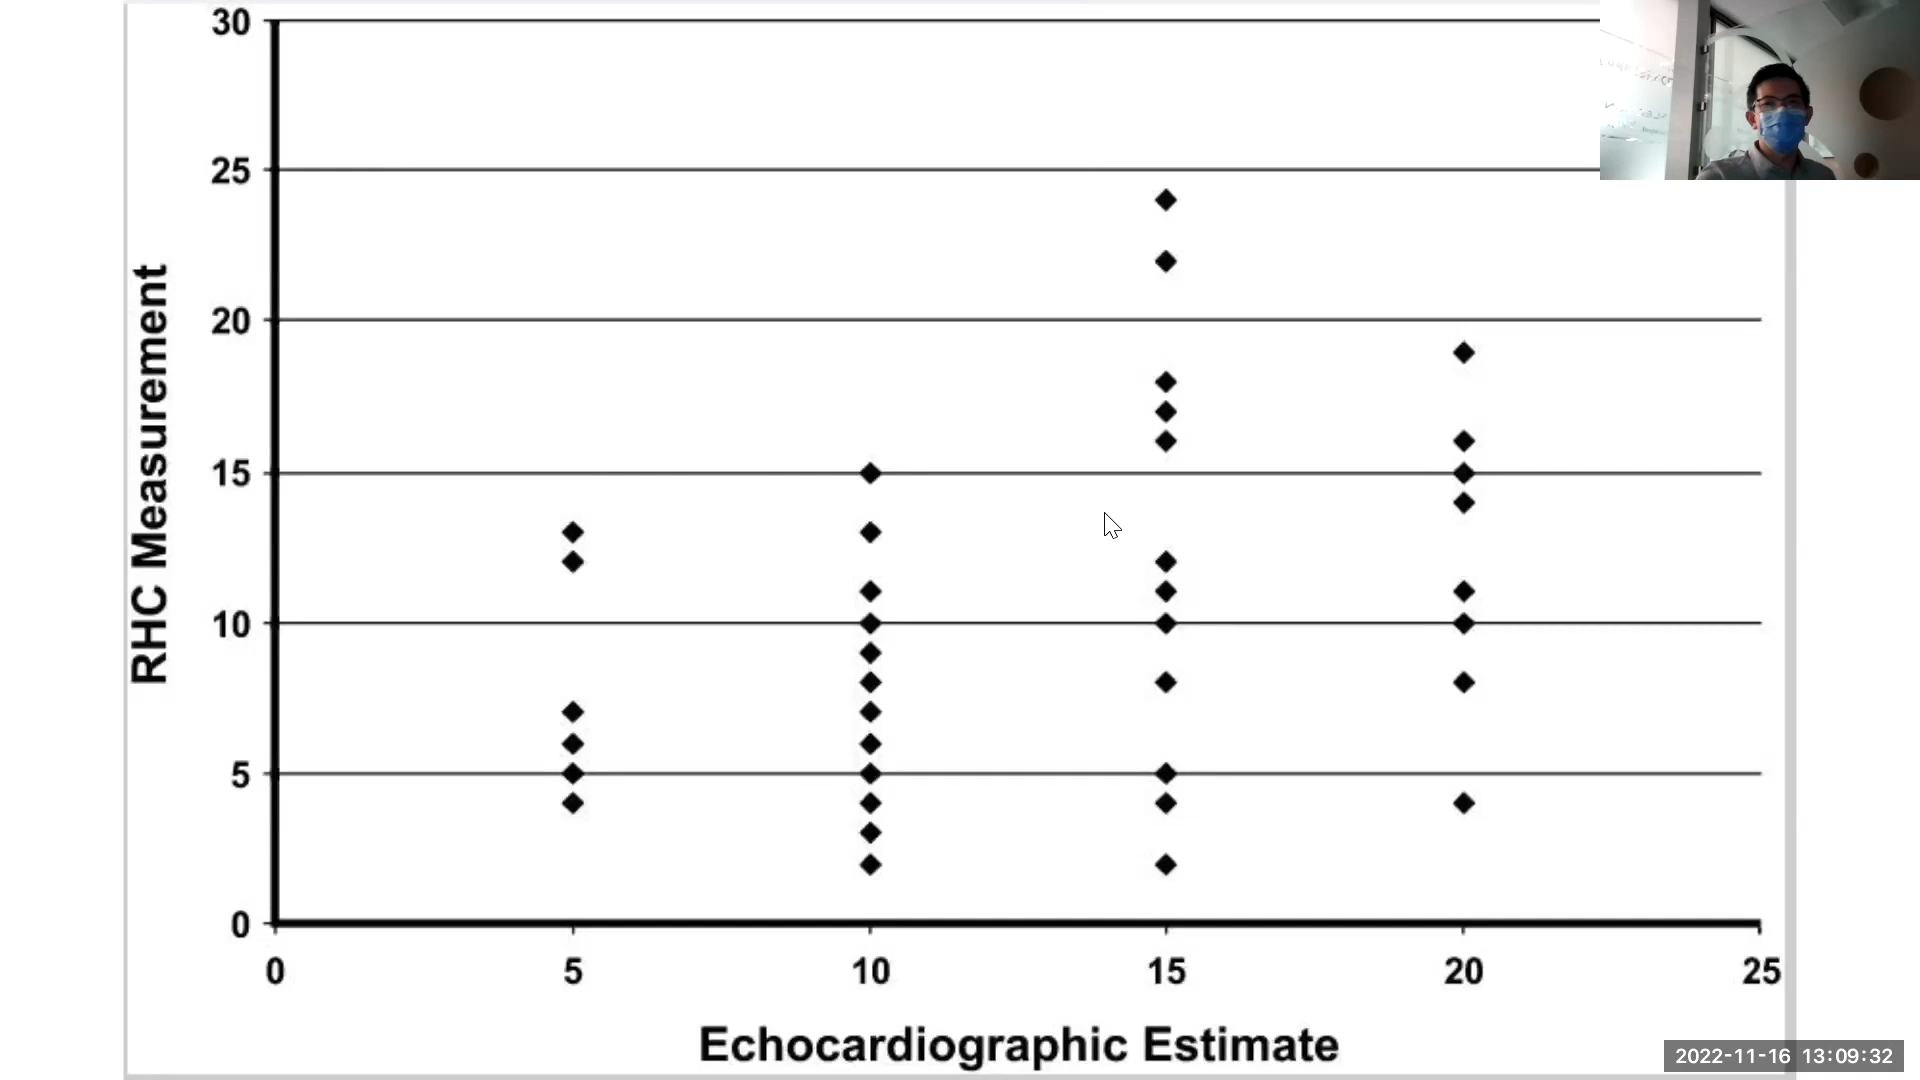 30
25
20
15
10
5
0
RHC Measurement
0 5 10 15 20 25
Echocardiographic Estimate
2022-11-16 13:09:32